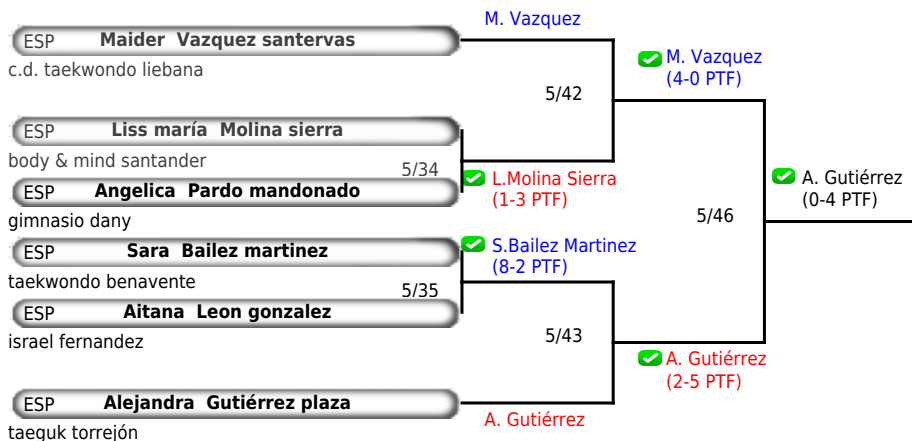 M. Vazquez
ESP Maider Vazquez santervas
c.d. taekwondo liebana
M. Vazquez
(4-0 PTF)
5/42
ESP Liss maría Molina sierra
body & mind santander
5/34
L.Molina Sierra
(1-3 PTF)
ESP Angelica Pardo mandonado
gimnasio dany
A. Gutiérrez
(0-4 PTF)
5/46
ESP Sara Bailez martinez
taekwondo benavente
S.Bailez Martinez
(8-2 PTF)
5/35
ESP Aitana Leon gonzalez
israel fernandez
5/43
A. Gutiérrez
(2-5 PTF)
ESP Alejandra Gutiérrez plaza
taeguk torrejón
A. Gutiérrez